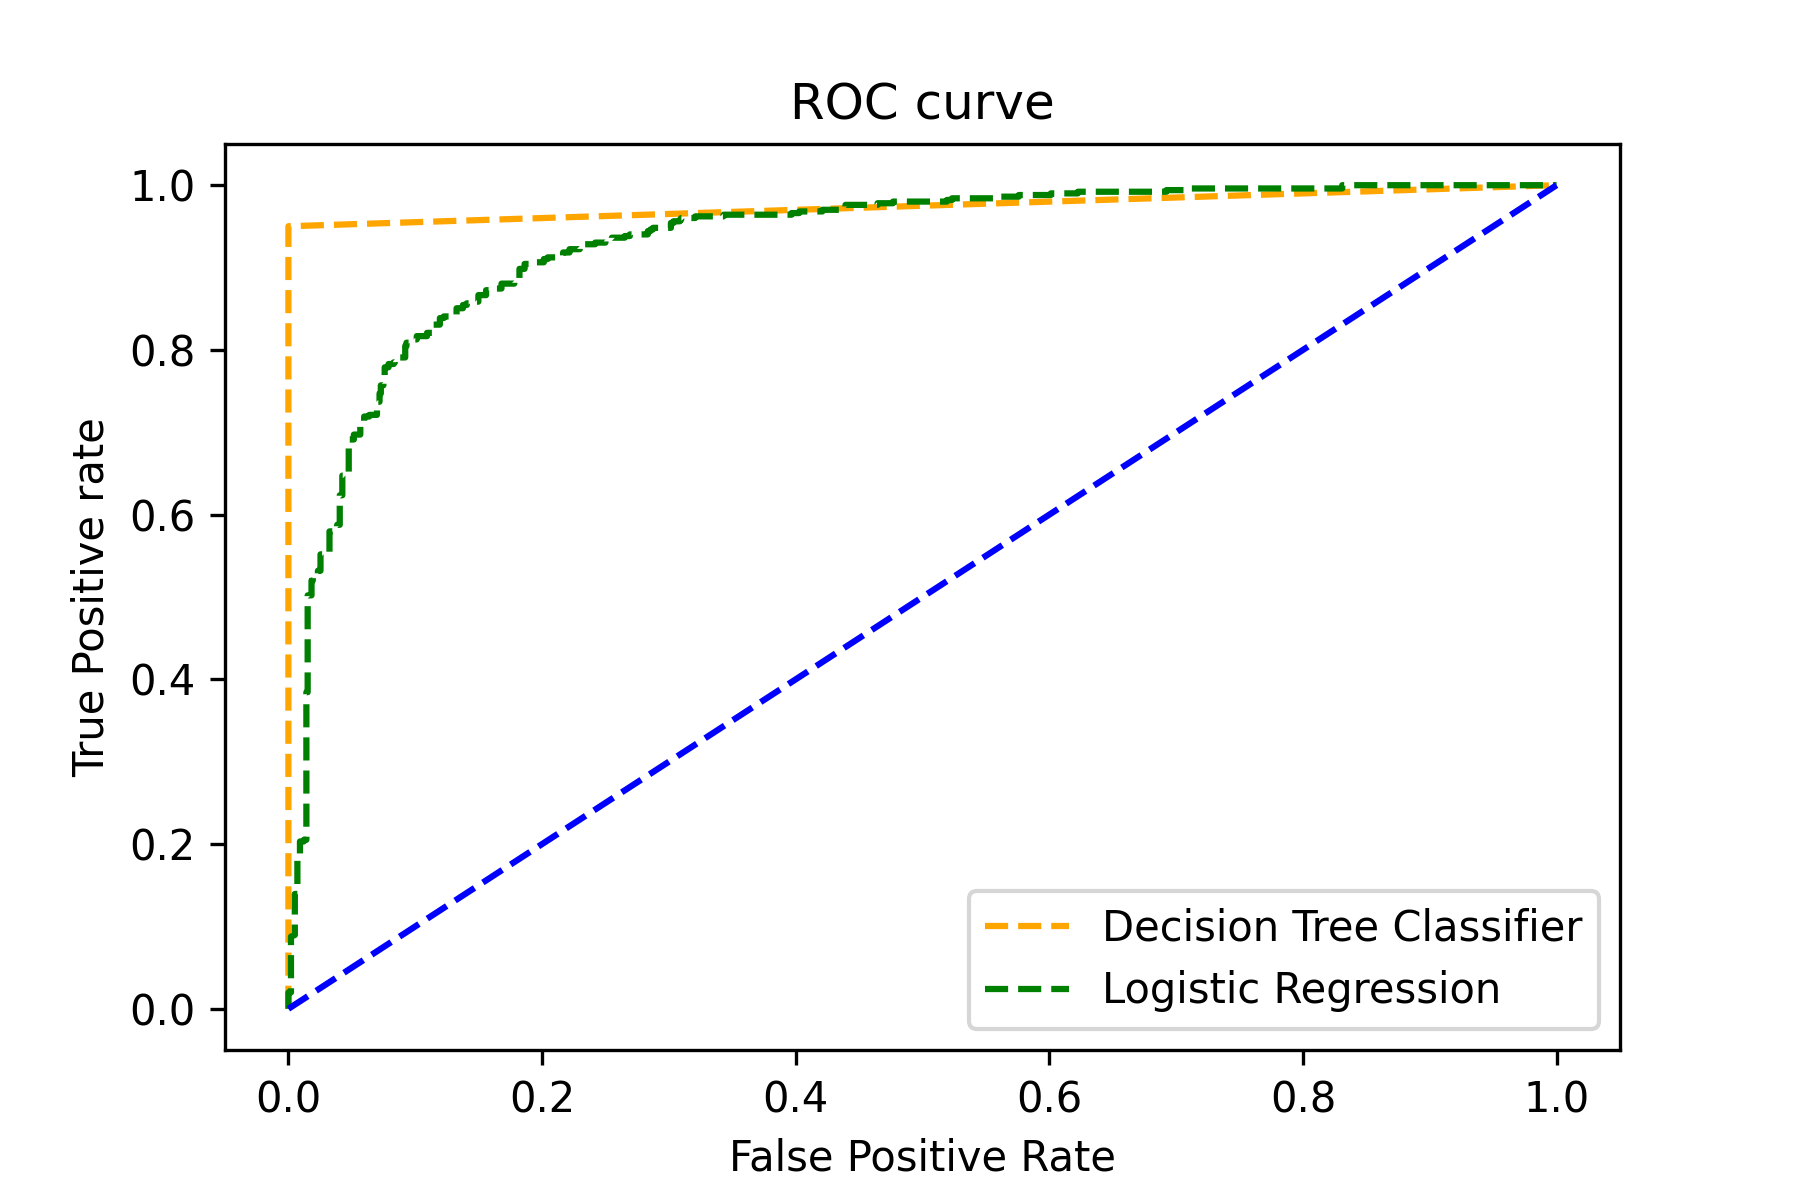 ROC curve
1.0
0.8
0.6
0.4
0.2
0.0
True Positive rate
Decision Tree Classifier
Logistic Regression
0.0 0.2 0.4 0.6 0.8 1.0
False Positive Rate